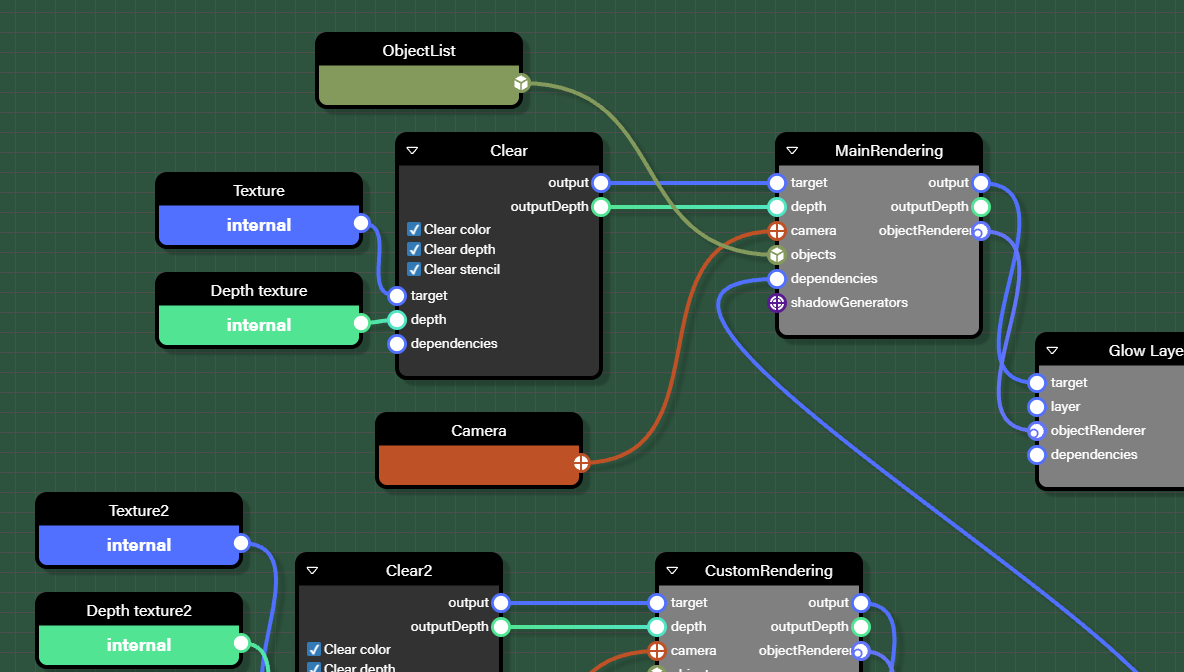 ObjectList
Clear
output
outputDepth
Clear color
Clear depth
Clear stencil
target
depth
dependencies
Texture
internal
Depth texture
internal
MainRendering
target output
depth outputDepth
camera objectRenderer
objects
dependencies
shadowGenerators
Glow Laye
target
layer
objectRenderer
dependencies
Camera
Texture2
internal
Depth texture2
internal
Clear2
output
outputDepth
Clear color
Clear depth
CustomRendering
target output
depth outputDepth
camera objectRenderer